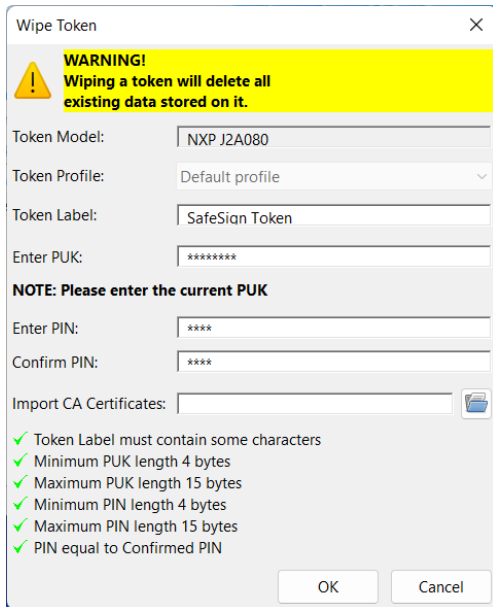 Wipe Token
WARNING!
Wiping a token will delete all
existing data stored on it.
Token Model: NXP J2A080
Token Profile: Default profile
Token Label: SafeSign Token
Enter PUK: ********
NOTE: Please enter the current PUK
Enter PIN: ****
Confirm PIN: ****
Import CA Certificates:
Token Label must contain some characters
Minimum PUK length 4 bytes
Maximum PUK length 15 bytes
Minimum PIN length 4 bytes
Maximum PIN length 15 bytes
PIN equal to Confirmed PIN
OK Cancel